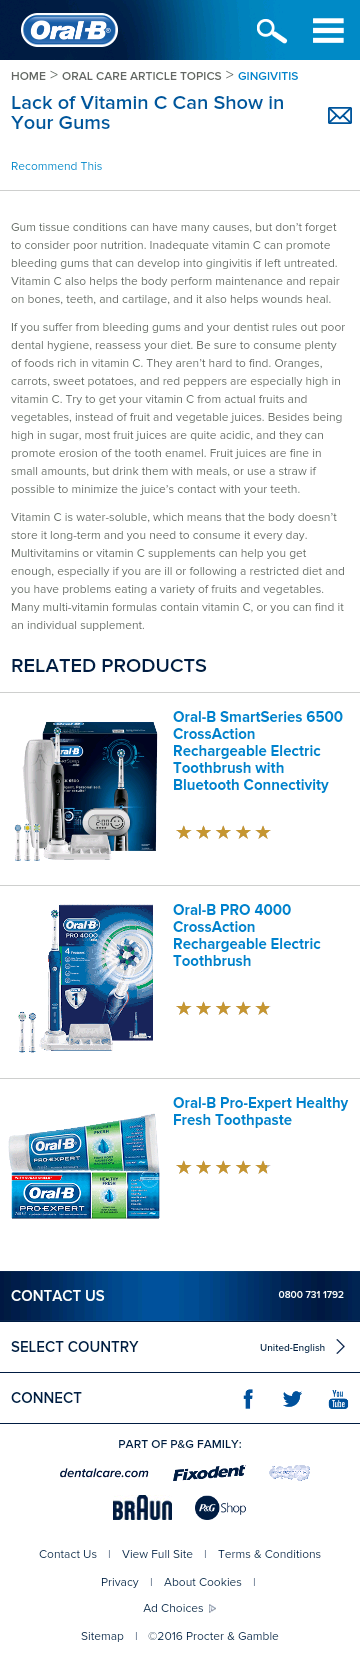 Oral-B
HOME > ORAL CARE ARTICLE TOPICS > GINGIVITIS
Lack of Vitamin C Can Show in
Your Gums
Recommend This
Gum tissue conditions can have many causes, but don't forget
to consider poor nutrition. Inadequate vitamin C can promote
bleeding gums that can develop into gingivitis if left untreated.
Vitamin C also helps the body perform maintenance and repair
on bones, teeth, and cartilage, and it also helps wounds heal.
If you suffer from bleeding gums and your dentist rules out poor
dental hygiene, reassess your diet. Be sure to consume plenty
of foods rich in vitamin C. They aren't hard to find. Oranges,
carrots, sweet potatoes, and red peppers are especially high in
vitamin C. Try to get your vitamin C from actual fruits and
vegetables, instead of fruit and vegetable juices. Besides being
high in sugar, most fruit juices are quite acidic, and they can
promote erosion of the tooth enamel. Fruit juices are fine in
small amounts, but drink them with meals, or use a straw if
possible to minimize the juice's contact with your teeth.
Vitamin C is water-soluble, which means that the body doesn't
store it long-term and you need to consume it every day.
Multivitamins or vitamin C supplements can help you get
enough, especially if you are ill or following a restricted diet and
you have problems eating a variety of fruits and vegetables.
Many multi-vitamin formulas contain vitamin C, or you can find it
an individual supplement.
RELATED PRODUCTS
Oral-B SmartSeries 6500
CrossAction
Rechargeable Electric
Toothbrush with
Bluetooth Connectivity
Oral-B
PRO 4000
Oral-B PRO 4000
CrossAction
Rechargeable Electric
Toothbrush
Oral-B
PRO-EXPERT
Oral-B
PRO-EXPERT
HEALTHY
FRESH
Oral-B Pro-Expert Healthy
Fresh Toothpaste
CONTACT US 0800 731 1792
SELECT COUNTRY United-English
CONNECT You Tube
PART OF P&G FAMILY:
dentalcare.com Fixodent
BRAUN P&G Shop
Contact Us | View Full Site | Terms & Conditions
Privacy | About Cookies |
Ad Choices
Sitemap | ©2016 Procter & Gamble